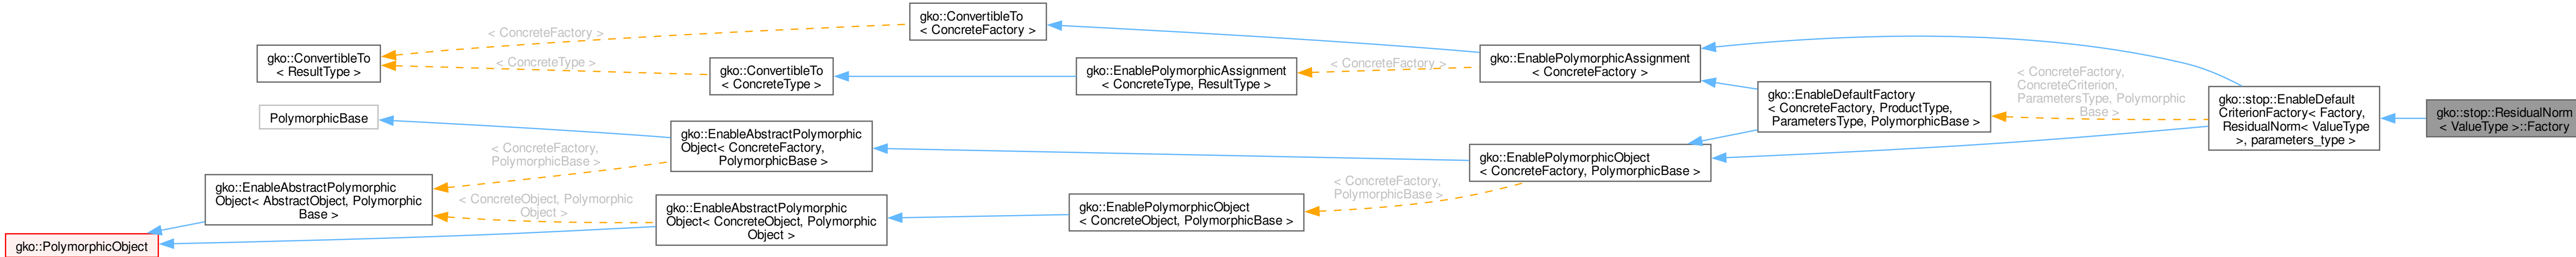 gko::ConvertibleTo
< ResultType >
PolymorphicBase
gko::EnableAbstractPolymorphic
Object< AbstractObject, Polymorphic
Base >
gko::PolymorphicObject
< ConcreteFactory >
< ConcreteType >
< ConcreteFactory,
PolymorphicBase >
< ConcreteObject, Polymorphic
Object >
gko::ConvertibleTo
< ConcreteFactory >
gko::ConvertibleTo
< ConcreteType >
gko::EnableAbstractPolymorphic
Object< ConcreteFactory,
PolymorphicBase >
gko::EnableAbstractPolymorphic
Object< ConcreteObject, Polymorphic
Object >
gko::EnablePolymorphicAssignment
< ConcreteType, ResultType >
gko::EnablePolymorphicObject
< ConcreteObject, PolymorphicBase >
< ConcreteFactory >
< ConcreteFactory,
PolymorphicBase >
gko::EnablePolymorphicAssignment
< ConcreteFactory >
gko::EnablePolymorphicObject
< ConcreteFactory, PolymorphicBase >
gko::EnableDefaultFactory
< ConcreteFactory, ProductType,
ParametersType, PolymorphicBase >
< ConcreteFactory,
ConcreteCriterion,
ParametersType, Polymorphic
Base >
gko::stop::EnableDefault
CriterionFactory< Factory,
ResidualNorm< ValueType
>, parameters_type >
gko::stop::ResidualNorm
< ValueType >::Factory